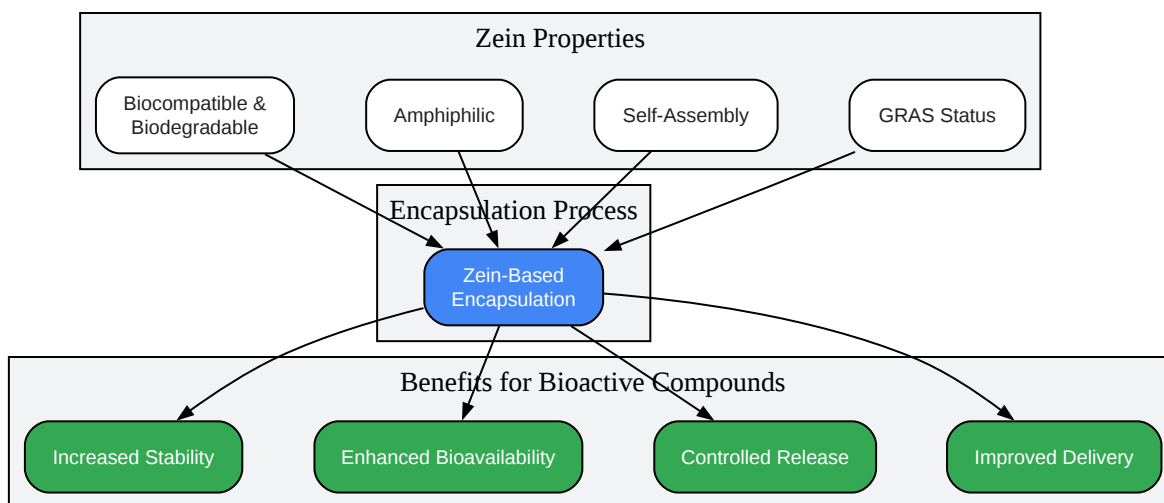 Zein Properties
Biocompatible &
Biodegradable
Amphiphilic
Self-Assembly
GRAS Status
Encapsulation Process
Zein-Based
Encapsulation
Benefits for Bioactive Compounds
Increased Stability
Enhanced Bioavailability
Controlled Release
Improved Delivery